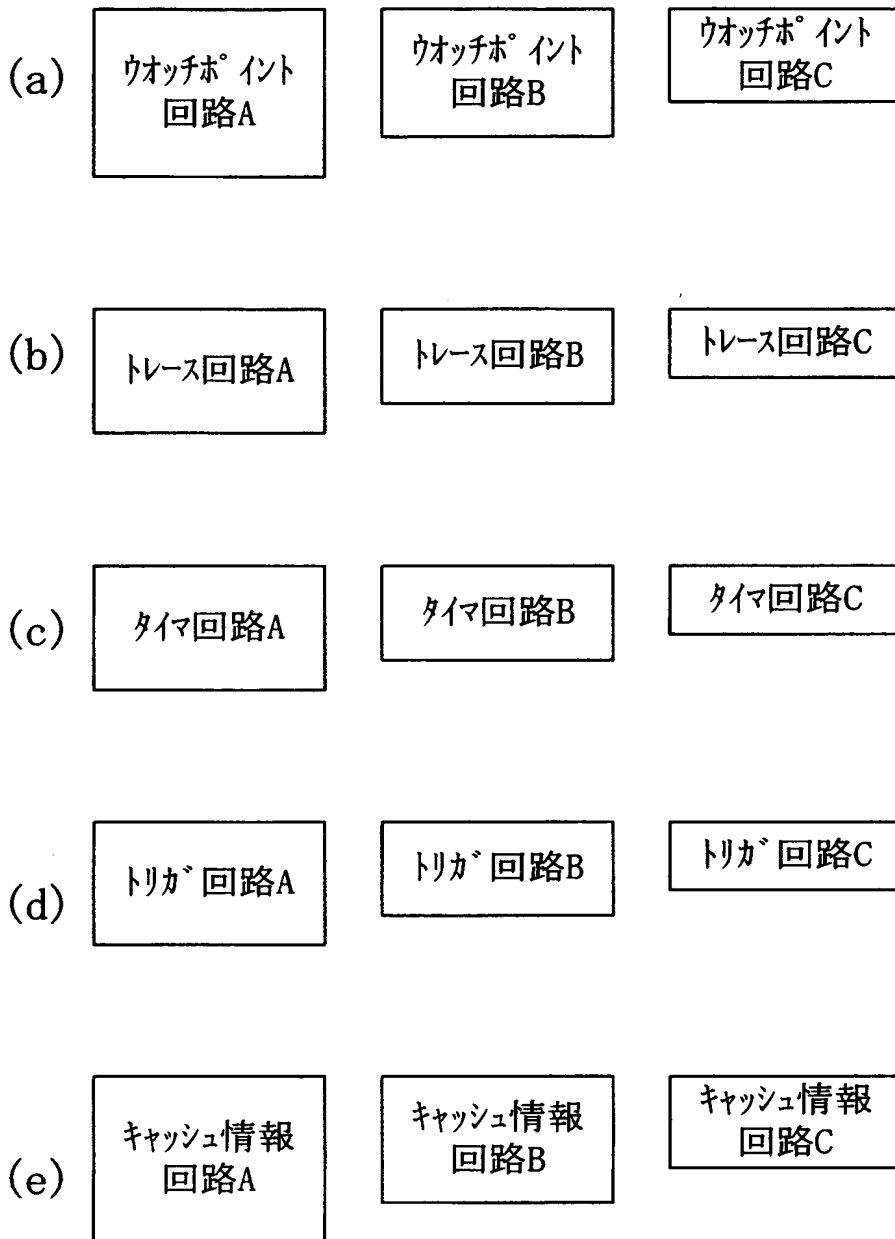 (a)
ｳｵｯﾁﾎﾟｲﾝﾄ
回路A
ｳｵｯﾁﾎﾟｲﾝﾄ
回路B
ｳｵｯﾁﾎﾟｲﾝﾄ
回路C
(b)
ﾄﾚｰｽ回路A
ﾄﾚｰｽ回路B
ﾄﾚｰｽ回路C
(c)
ﾀｲﾏ回路A
ﾀｲﾏ回路B
ﾀｲﾏ回路C
(d)
ﾄﾘｶﾞ回路A
ﾄﾘｶﾞ回路B
ﾄﾘｶﾞ回路C
(e)
ｷｬｯｼｭ情報
回路A
ｷｬｯｼｭ情報
回路B
ｷｬｯｼｭ情報
回路C